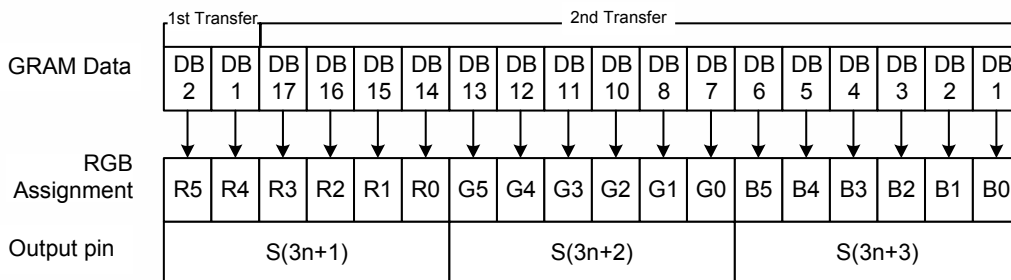 1st Transfer 2nd Transfer
GRAM Data DB 2 DB 1 DB 17 DB 16 DB 15 DB 14 DB 13 DB 12 DB 11 DB 10 DB 8 DB 7 DB 6 DB 5 DB 4 DB 3 DB 2 DB 1
RGB Assignment R5 R4 R3 R2 R1 R0 G5 G4 G3 G2 G1 G0 B5 B4 B3 B2 B1 B0
Output pin S(3n+1) S(3n+2) S(3n+3)